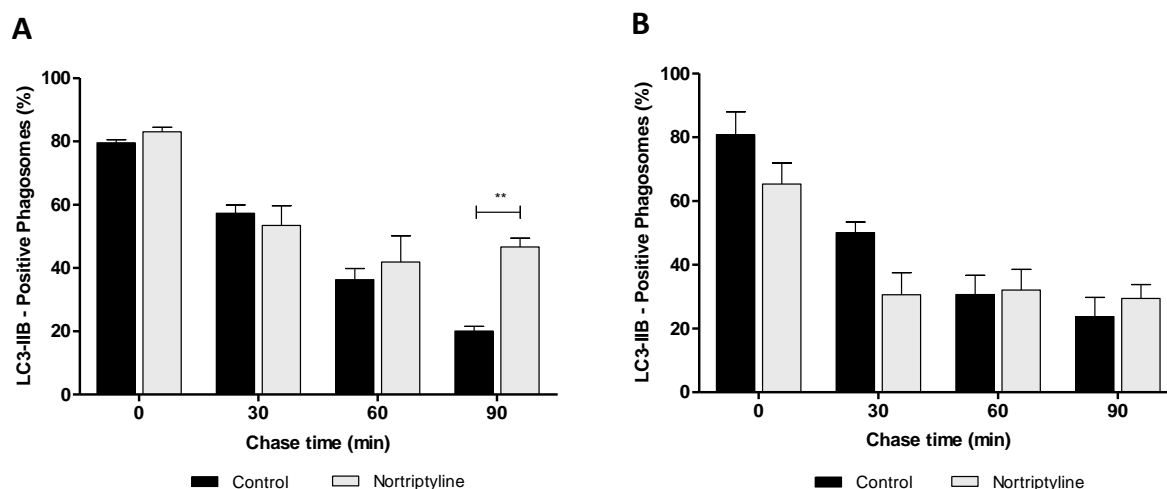 A
LC3-IIB - Positive Phagosomes (%)
100
80
60
40
20
0
**
0 30 60 90
Chase time (min)
Control Nortriptyline
B
LC3-IIB - Positive Phagosomes (%)
100
80
60
40
20
0
0 30 60 90
Chase time (min)
Control Nortriptyline